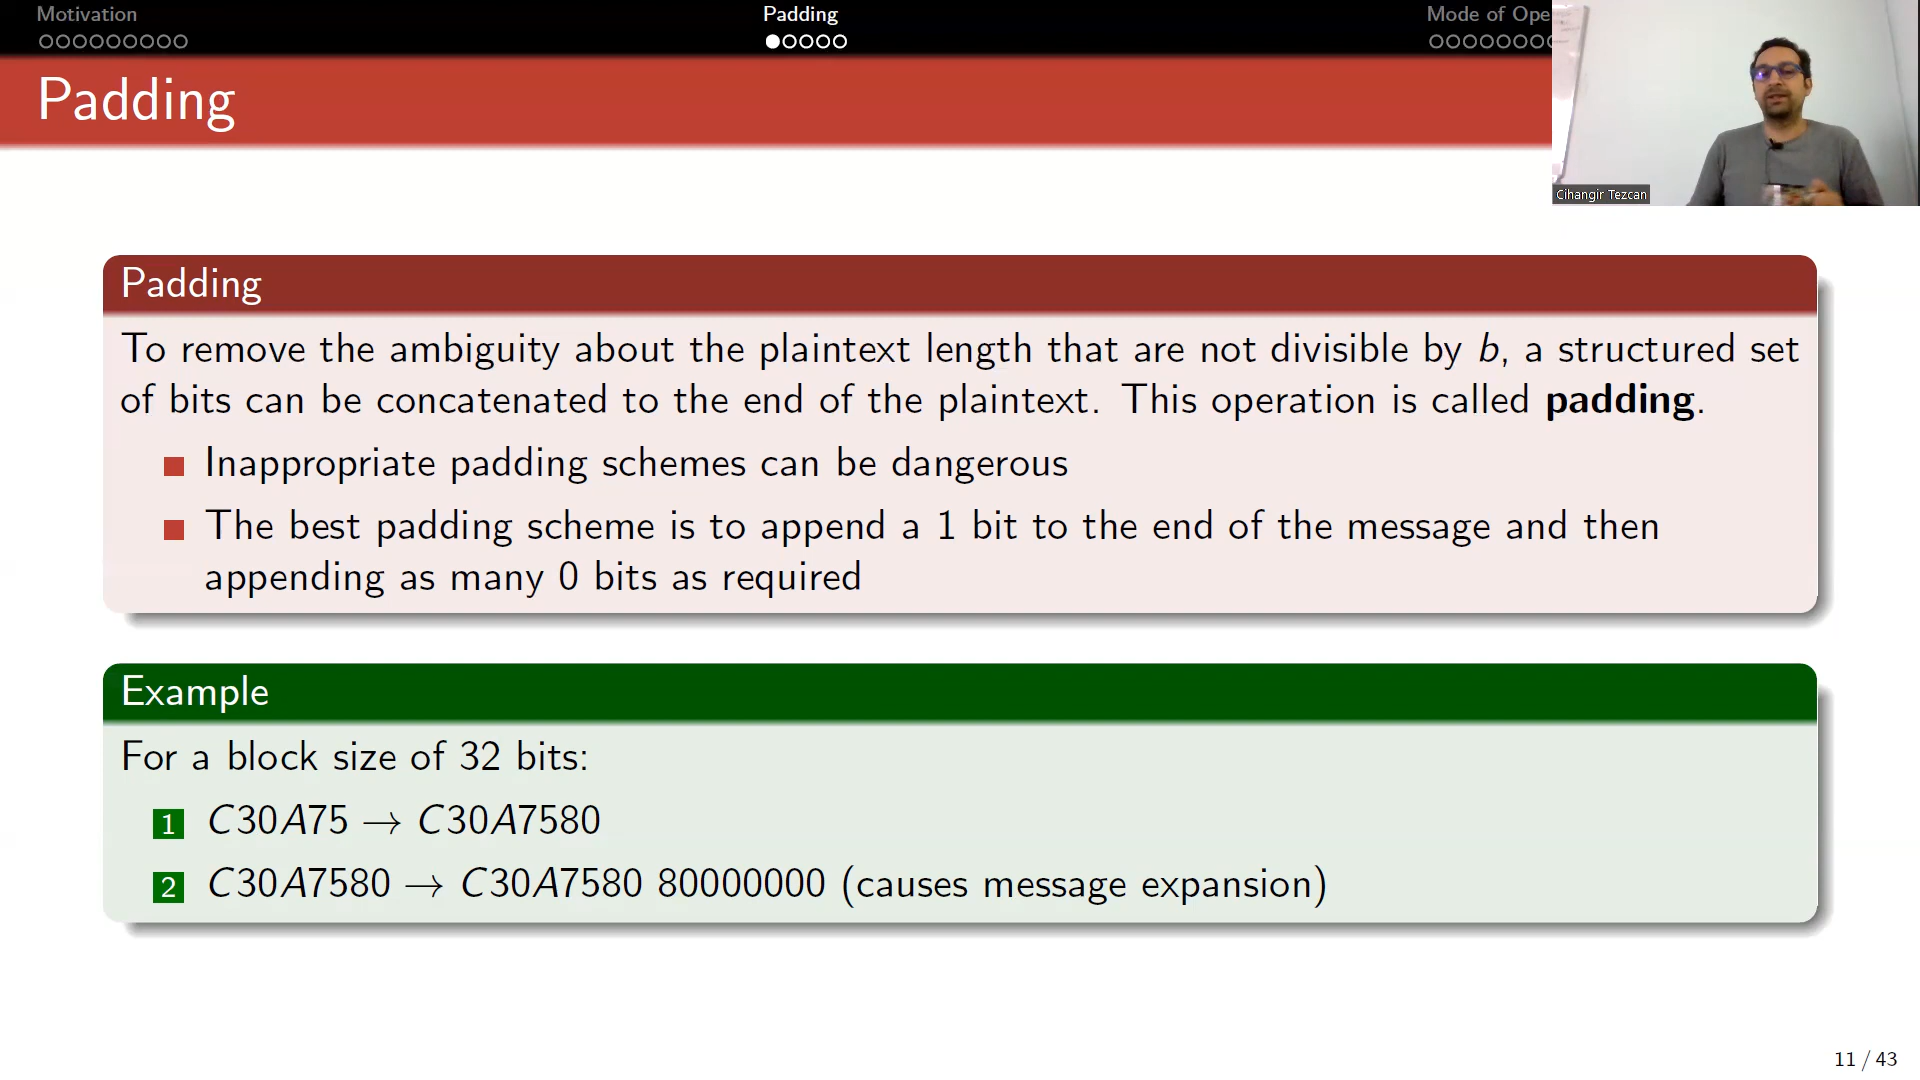 Motivation
Padding
Mode of Ope
Padding
Cihangir Tezcan
Padding
To remove the ambiguity about the plaintext length that are not divisible by b, a structured set
of bits can be concatenated to the end of the plaintext. This operation is called padding.
Inappropriate padding schemes can be dangerous
The best padding scheme is to append a 1 bit to the end of the message and then
appending as many 0 bits as required
Example
For a block size of 32 bits:
1 C30A75 → C30A7580
2 C30A7580 → C30A7580 80000000 (causes message expansion)
11 / 43